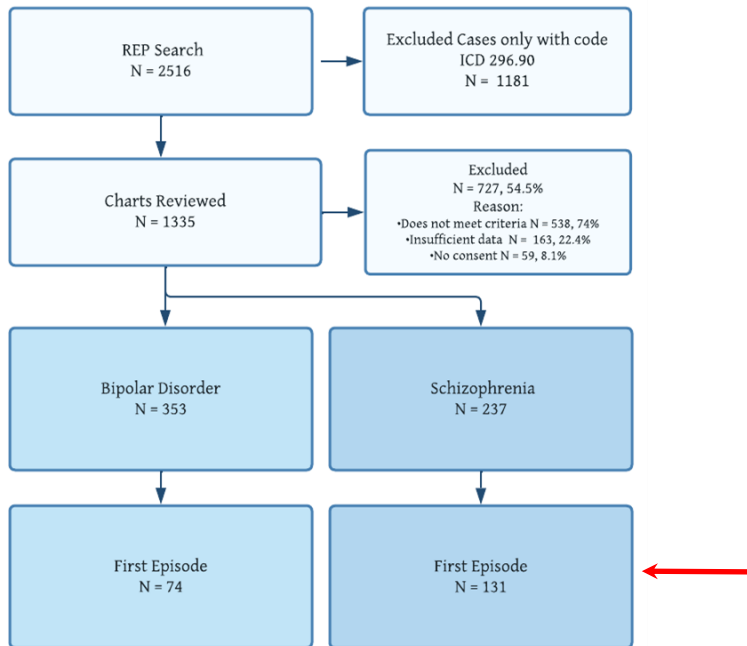 REP Search
N = 2516
Excluded Cases only with code
ICD 296.90
N = 1181
Charts Reviewed
N = 1335
Excluded
N = 727, 54.5%
Reason:
•Does not meet criteria N = 538, 74%
•Insufficient data N = 163, 22.4%
•No consent N = 59, 8.1%
Bipolar Disorder
N = 353
Schizophrenia
N = 237
First Episode
N = 74
First Episode
N = 131